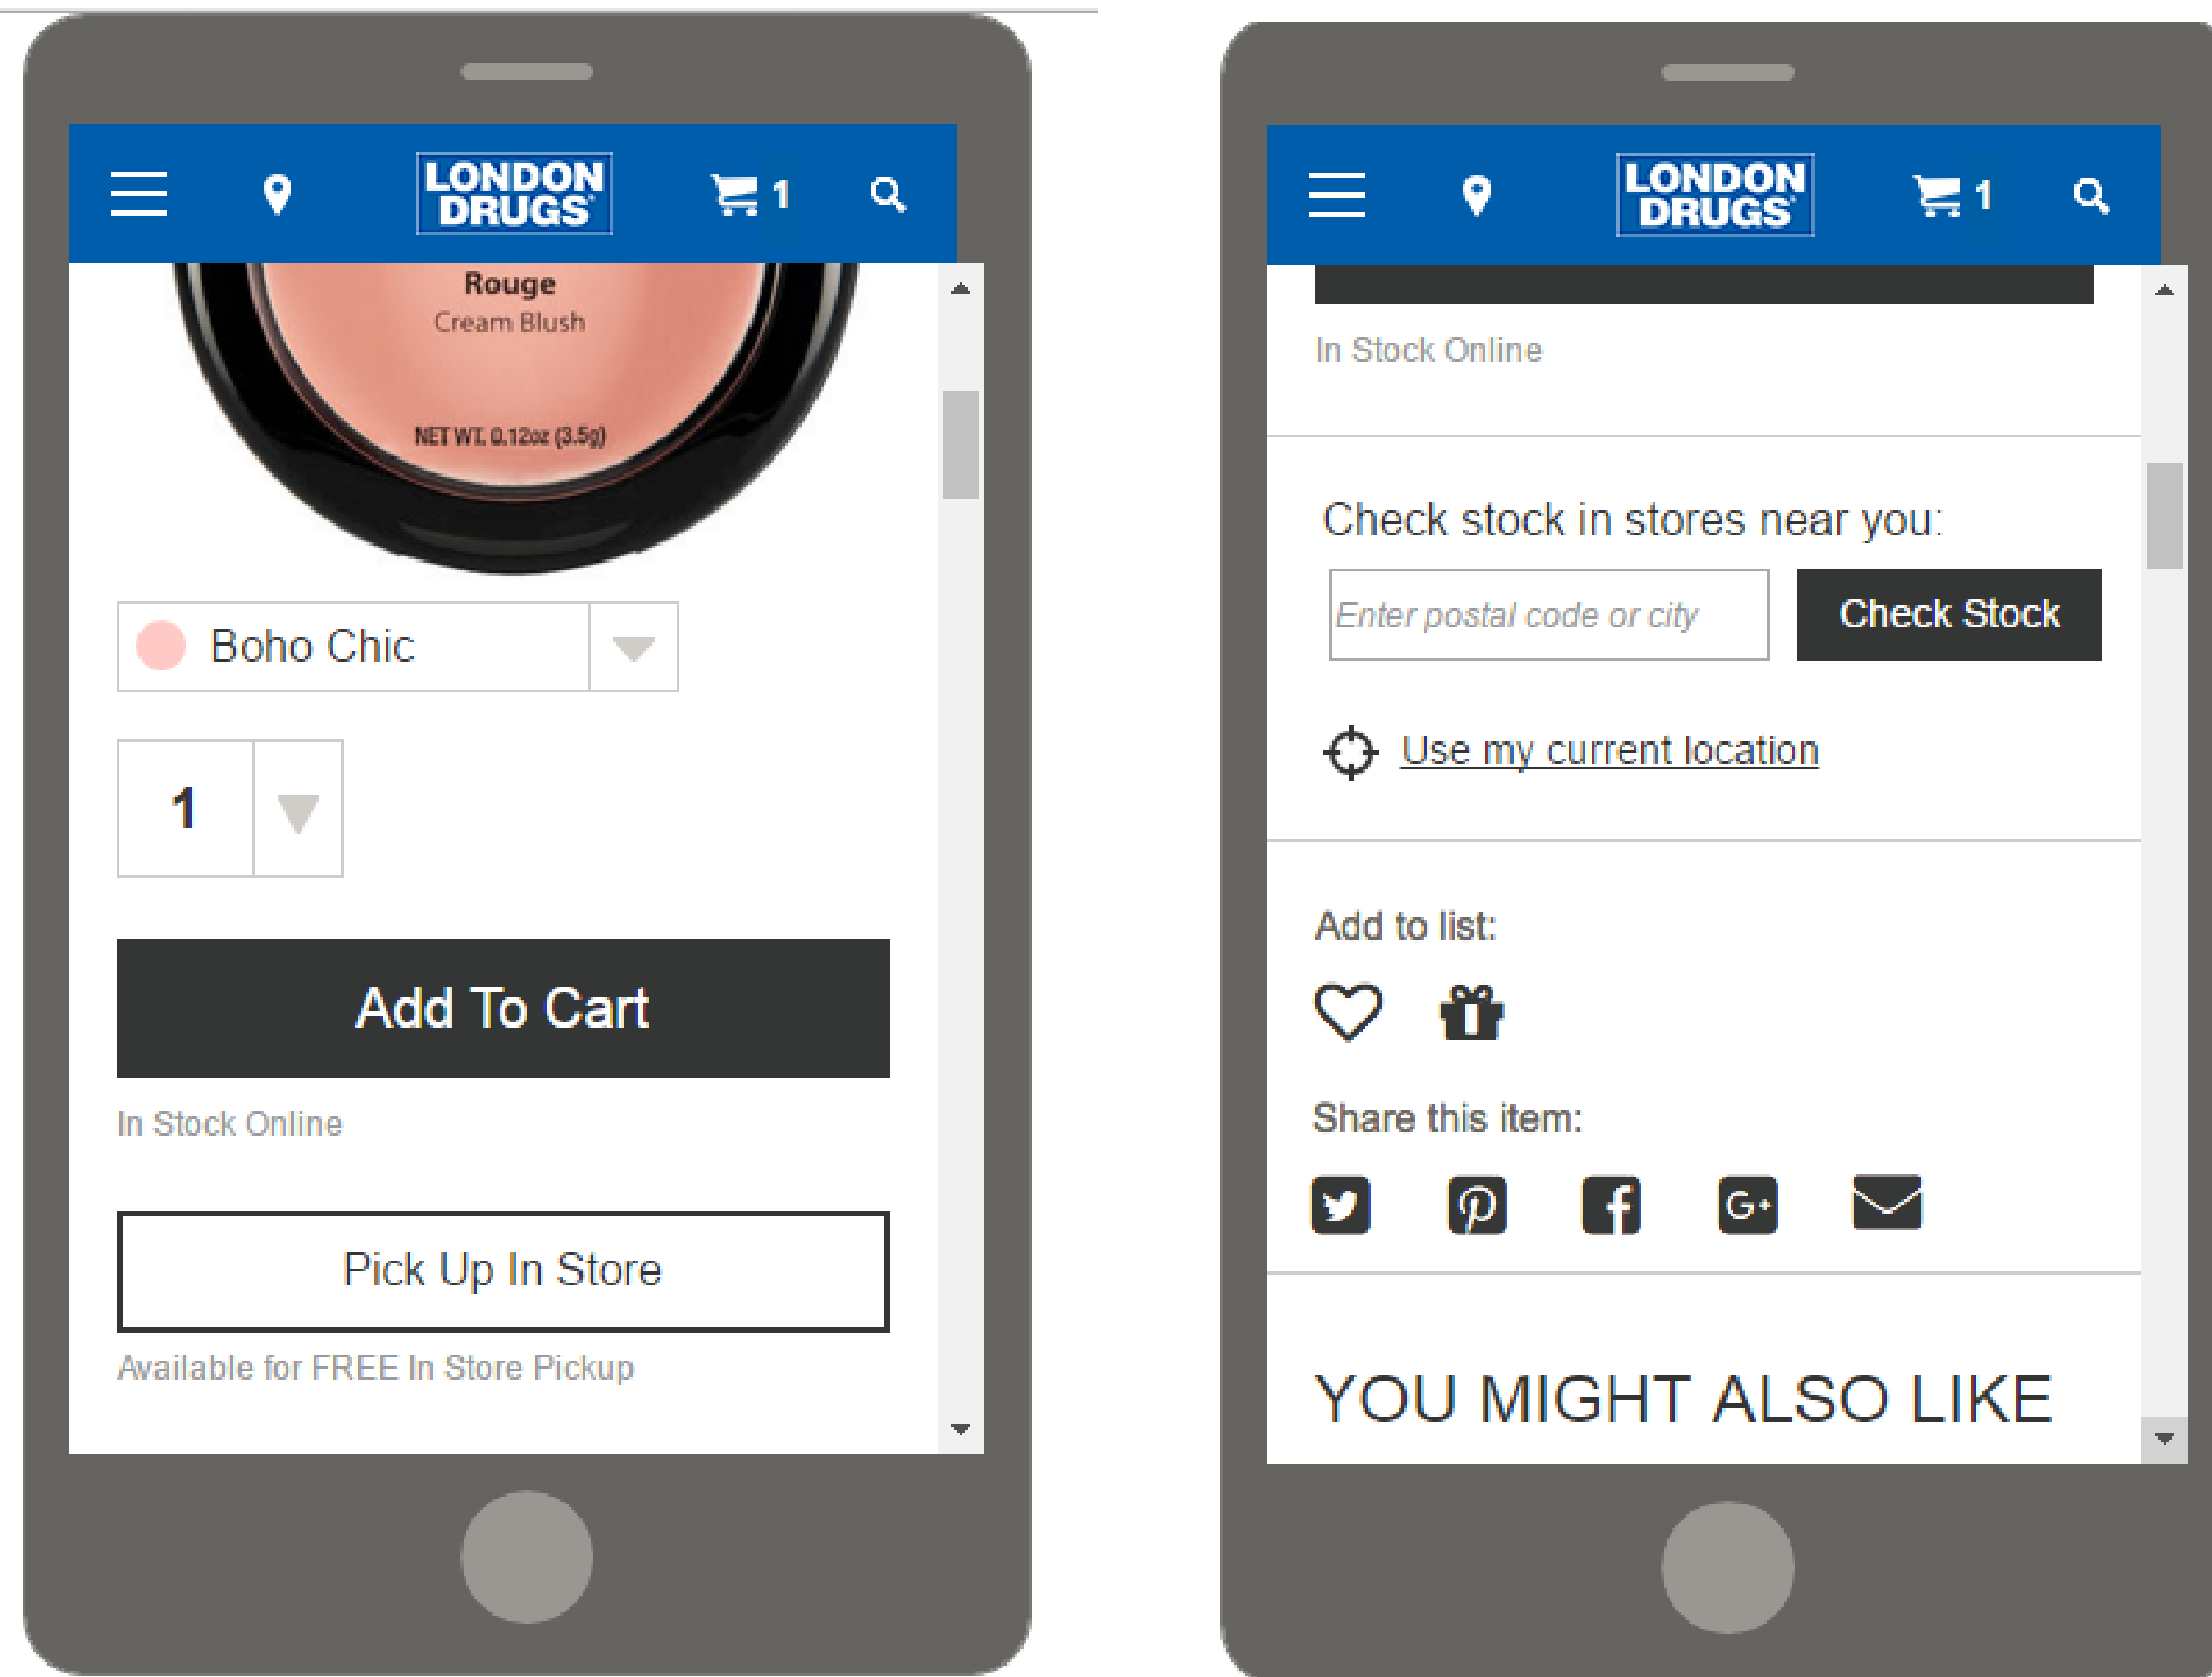 LONDON
DRUGS
1
Rouge
Cream Blush
NET WT. 0.12oz (3.5g)
Boho Chic
1
Add To Cart
In Stock Online
Pick Up In Store
Available for FREE In Store Pickup
LONDON
DRUGS
1
In Stock Online
Check stock in stores near you:
Enter postal code or city
Check Stock
Use my current location
Add to list:
Share this item:
G+
YOU MIGHT ALSO LIKE